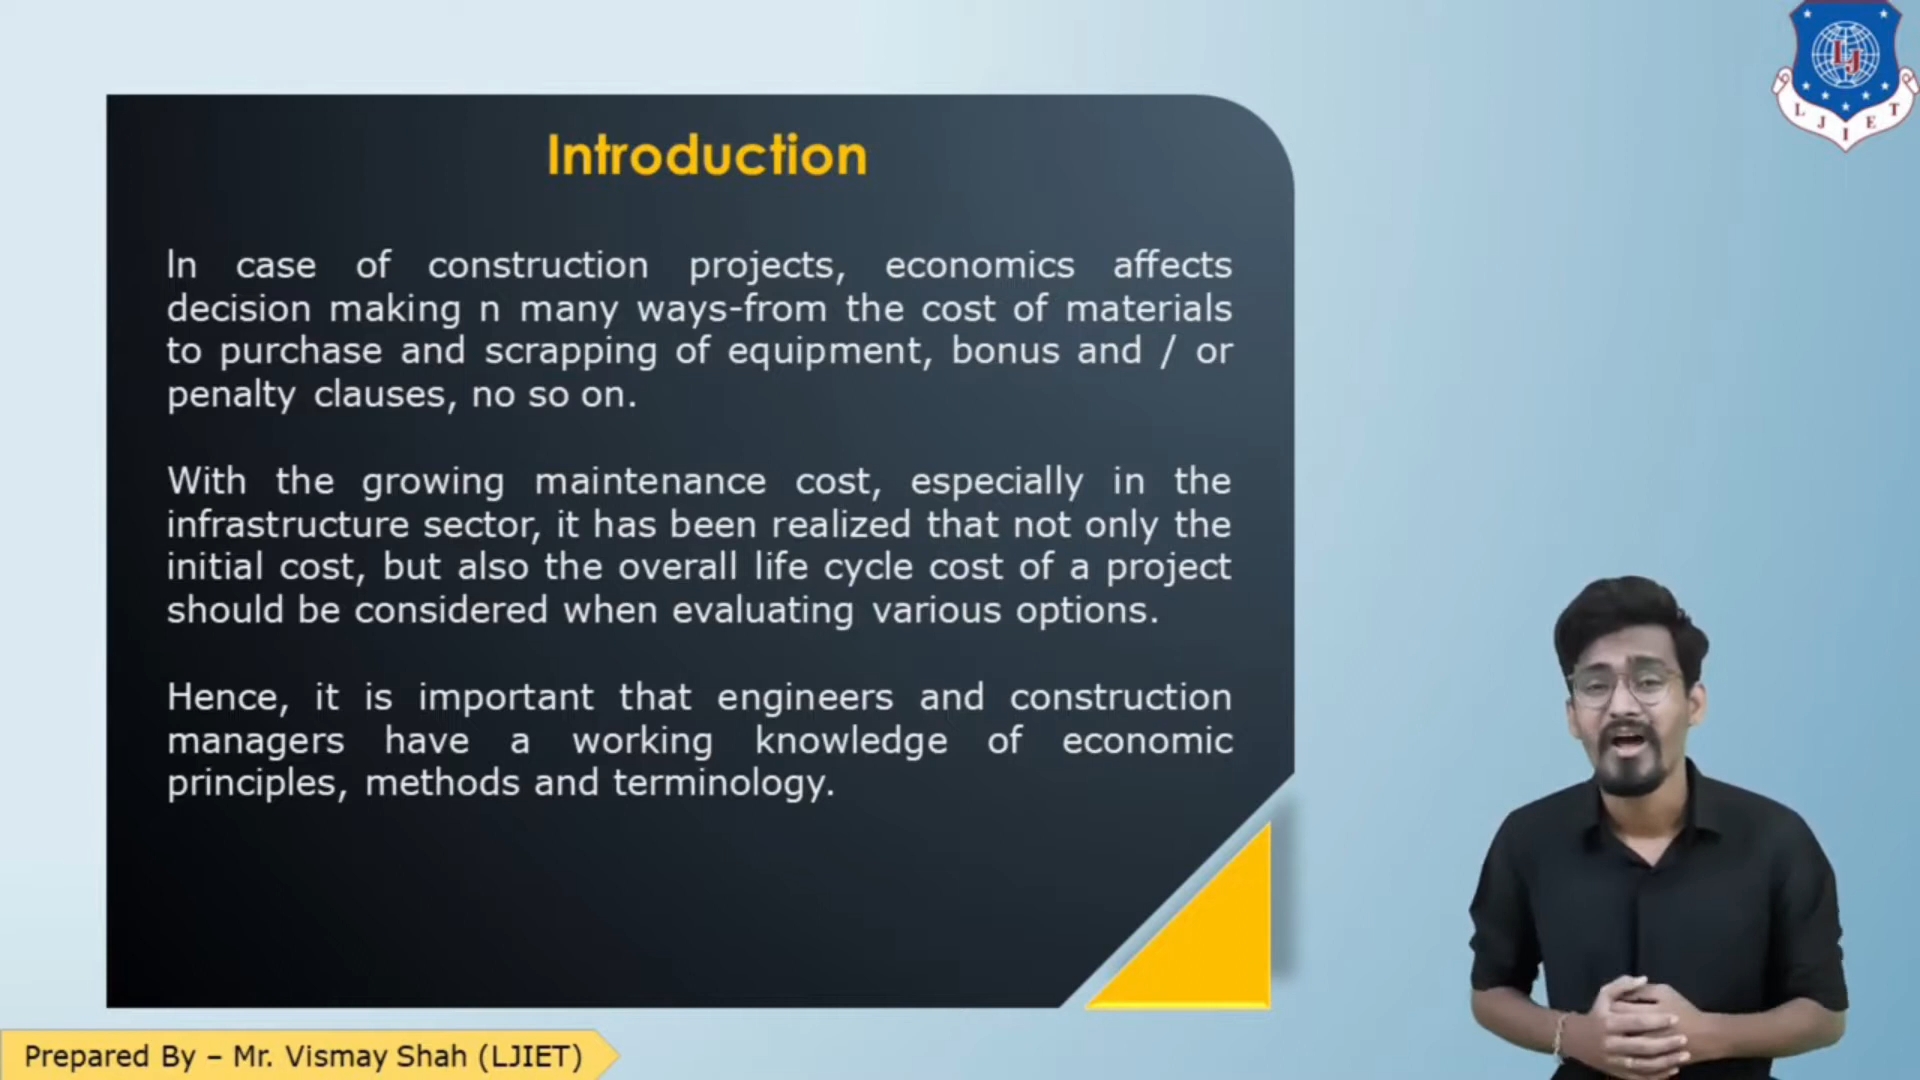 Introduction
In case of construction projects, economics affects
decision making n many ways-from the cost of materials
to purchase and scrapping of equipment, bonus and / or
penalty clauses, no so on.
With the growing maintenance cost, especially in the
infrastructure sector, it has been realized that not only the
initial cost, but also the overall life cycle cost of a project
should be considered when evaluating various options.
Hence, it is important that engineers and construction
managers have a working knowledge of economic
principles, methods and terminology.
Prepared By – Mr. Vismay Shah (LJIET)
LJ
LJIET